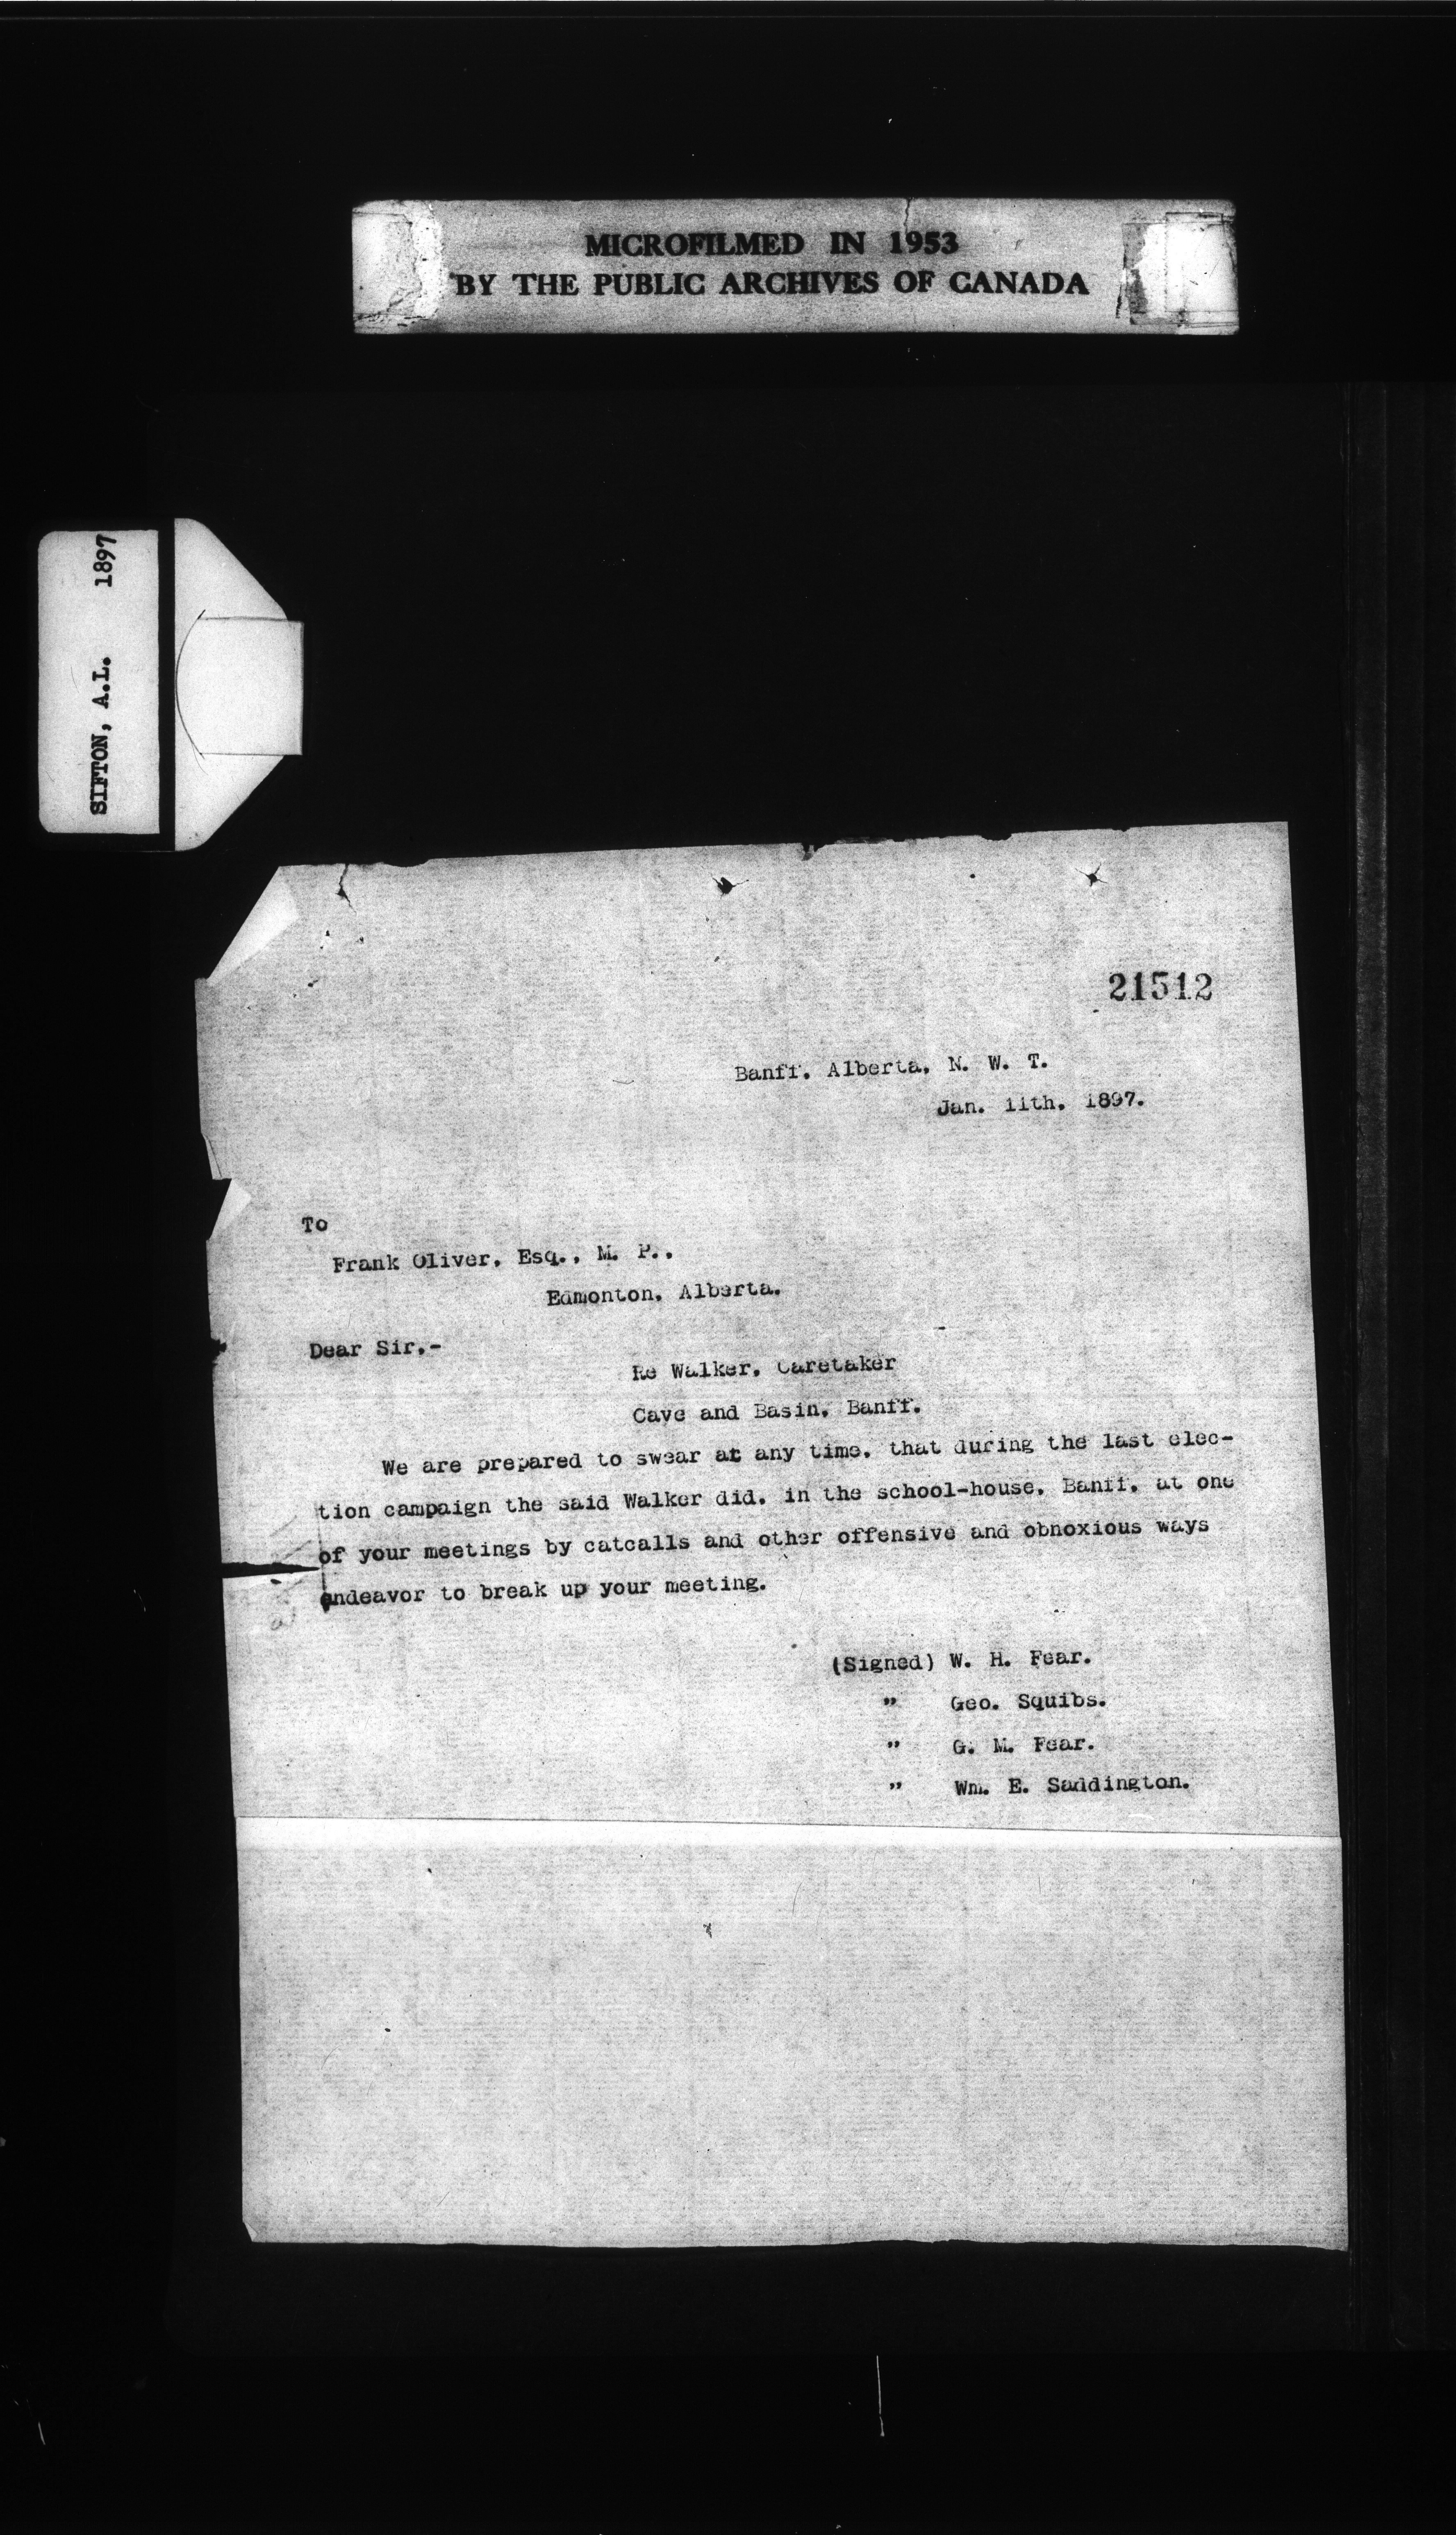 MICROFILMED IN 1953
BY THE PUBLIC ARCHIVES OF CANADA
SIFTON, A.L. 1897
21512
Banff, Alberta, N. W. T.
Jan. 11th, 1897.
To
Frank Oliver, Esq., M. P.,
Edmonton, Alberta.
Dear Sir,-
Re Walker, Caretaker
Cave and Basin, Banff.
We are prepared to swear at any time, that during the last elec-
tion campaign the said Walker did, in the school-house, Banff, at one
of your meetings by catcalls and other offensive and obnoxious ways
endeavor to break up your meeting.
(Signed) W. H. Fear.
" Geo. Squibs.
" G. M. Fear.
" Wm. E. Saddington.